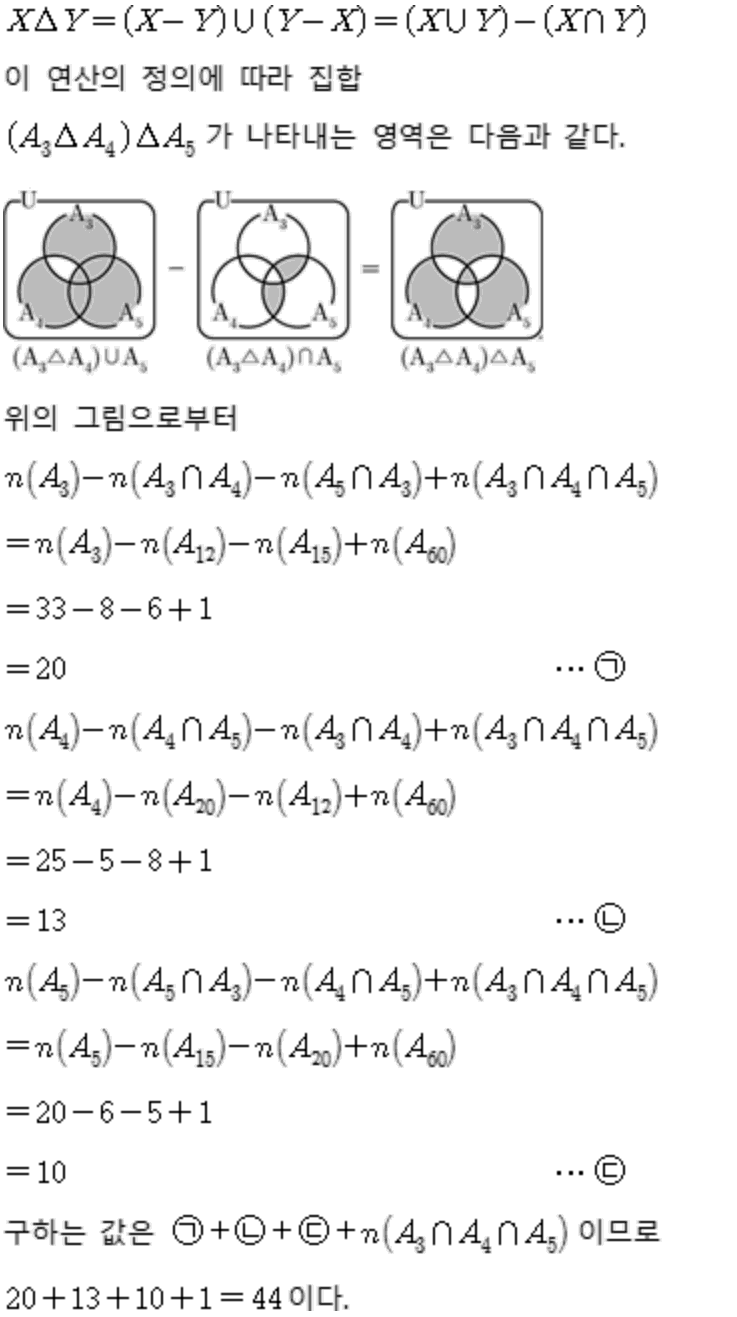 XΔY=(X-Y)∪(Y-X)=(X∪Y)-(X∩Y)
이 연산의 정의에 따라 집합
(A₃ΔA₄)ΔA₅ 가 나타내는 영역은 다음과 같다.
U A₃ A₄ A₅ - U A₃ A₄ A₅ = U A₃ A₄ A₅
(A₃△A₄)∪A₅ (A₃△A₄)∩A₅ (A₃△A₄)△A₅
위의 그림으로부터
n(A₃)-n(A₃∩A₄)-n(A₅∩A₃)+n(A₃∩A₄∩A₅)
=n(A₃)-n(A₁₂)-n(A₁₅)+n(A₆₀)
=33-8-6+1
=20 … ㉠
n(A₄)-n(A₄∩A₅)-n(A₃∩A₄)+n(A₃∩A₄∩A₅)
=n(A₄)-n(A₂₀)-n(A₁₂)+n(A₆₀)
=25-5-8+1
=13 … ㉡
n(A₅)-n(A₅∩A₃)-n(A₄∩A₅)+n(A₃∩A₄∩A₅)
=n(A₅)-n(A₁₅)-n(A₂₀)+n(A₆₀)
=20-6-5+1
=10 … ㉢
구하는 값은 ㉠+㉡+㉢+n(A₃∩A₄∩A₅) 이므로
20+13+10+1=44이다.